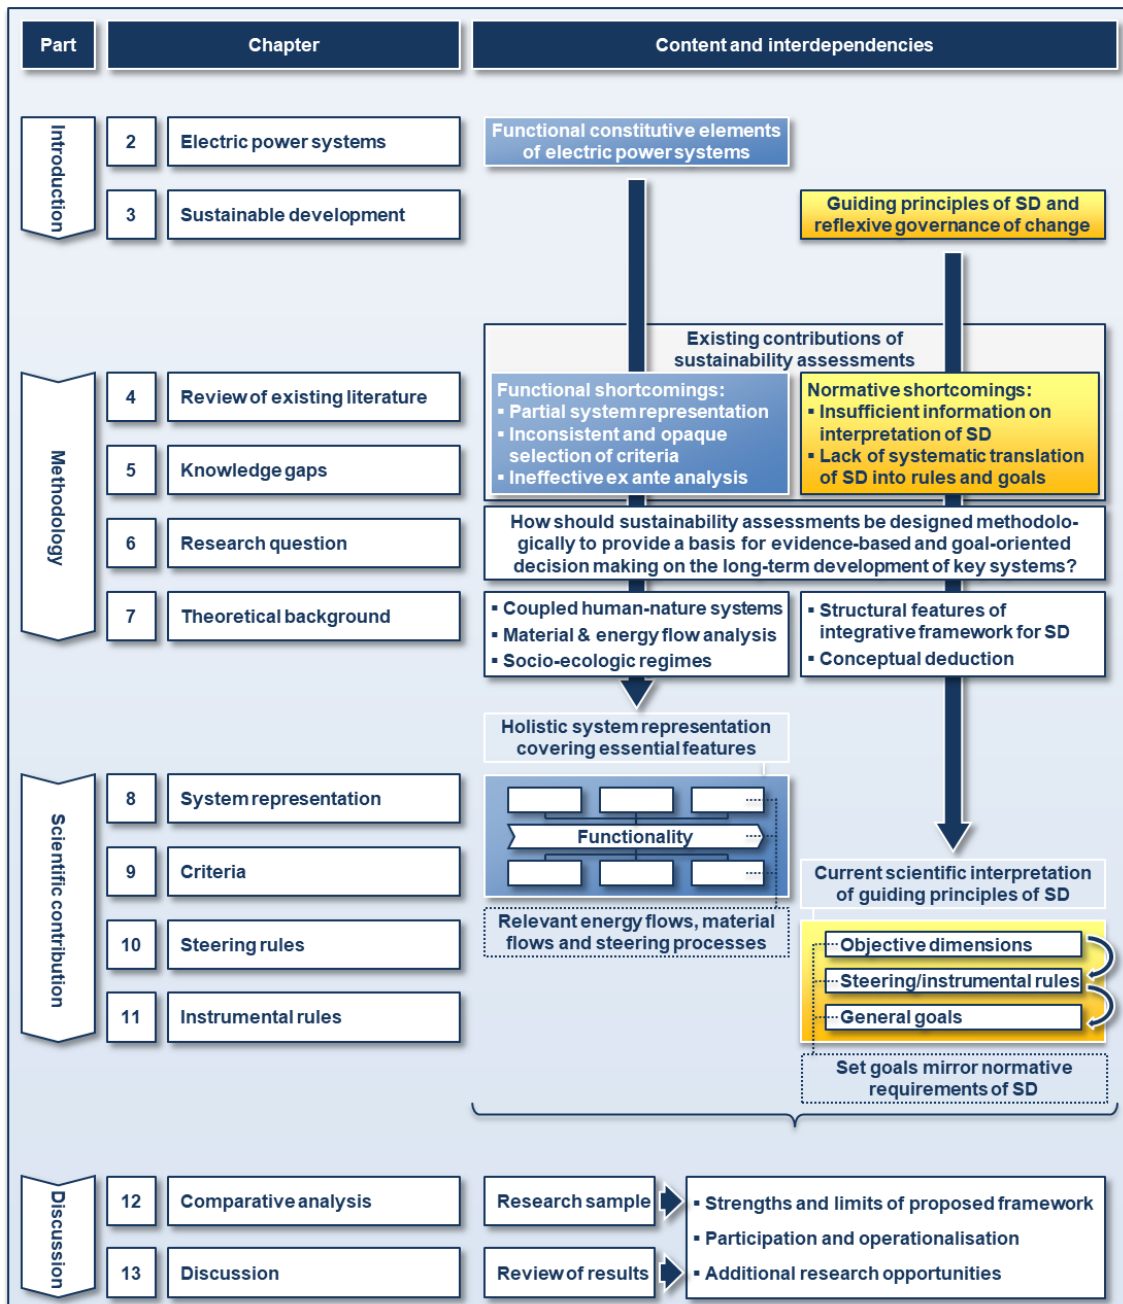 Part
Chapter
Content and interdependencies
Introduction
2
Electric power systems
Functional constitutive elements
of electric power systems
3
Sustainable development
Guiding principles of SD and
reflexive governance of change
Methodology
Existing contributions of
sustainability assessments
4
Review of existing literature
5
Knowledge gaps
6
Research question
7
Theoretical background
Functional shortcomings:
▪ Partial system representation
▪ Inconsistent and opaque
selection of criteria
▪ Ineffective ex ante analysis
Normative shortcomings:
▪ Insufficient information on
interpretation of SD
▪ Lack of systematic translation
of SD into rules and goals
How should sustainability assessments be designed methodolo-
gically to provide a basis for evidence-based and goal-oriented
decision making on the long-term development of key systems?
▪ Coupled human-nature systems
▪ Material & energy flow analysis
▪ Socio-ecologic regimes
▪ Structural features of
integrative framework for SD
▪ Conceptual deduction
Scientific contribution
8
System representation
9
Criteria
10
Steering rules
11
Instrumental rules
Holistic system representation
covering essential features
Functionality
Relevant energy flows, material
flows and steering processes
Current scientific interpretation
of guiding principles of SD
Objective dimensions
Steering/instrumental rules
General goals
Set goals mirror normative
requirements of SD
Discussion
12
Comparative analysis
Research sample
13
Discussion
Review of results
▪ Strengths and limits of proposed framework
▪ Participation and operationalisation
▪ Additional research opportunities